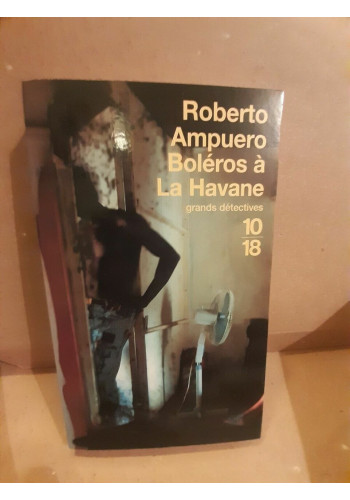 Roberto
Ampuero
Boléros à
La Havane
grands détectives
10
18